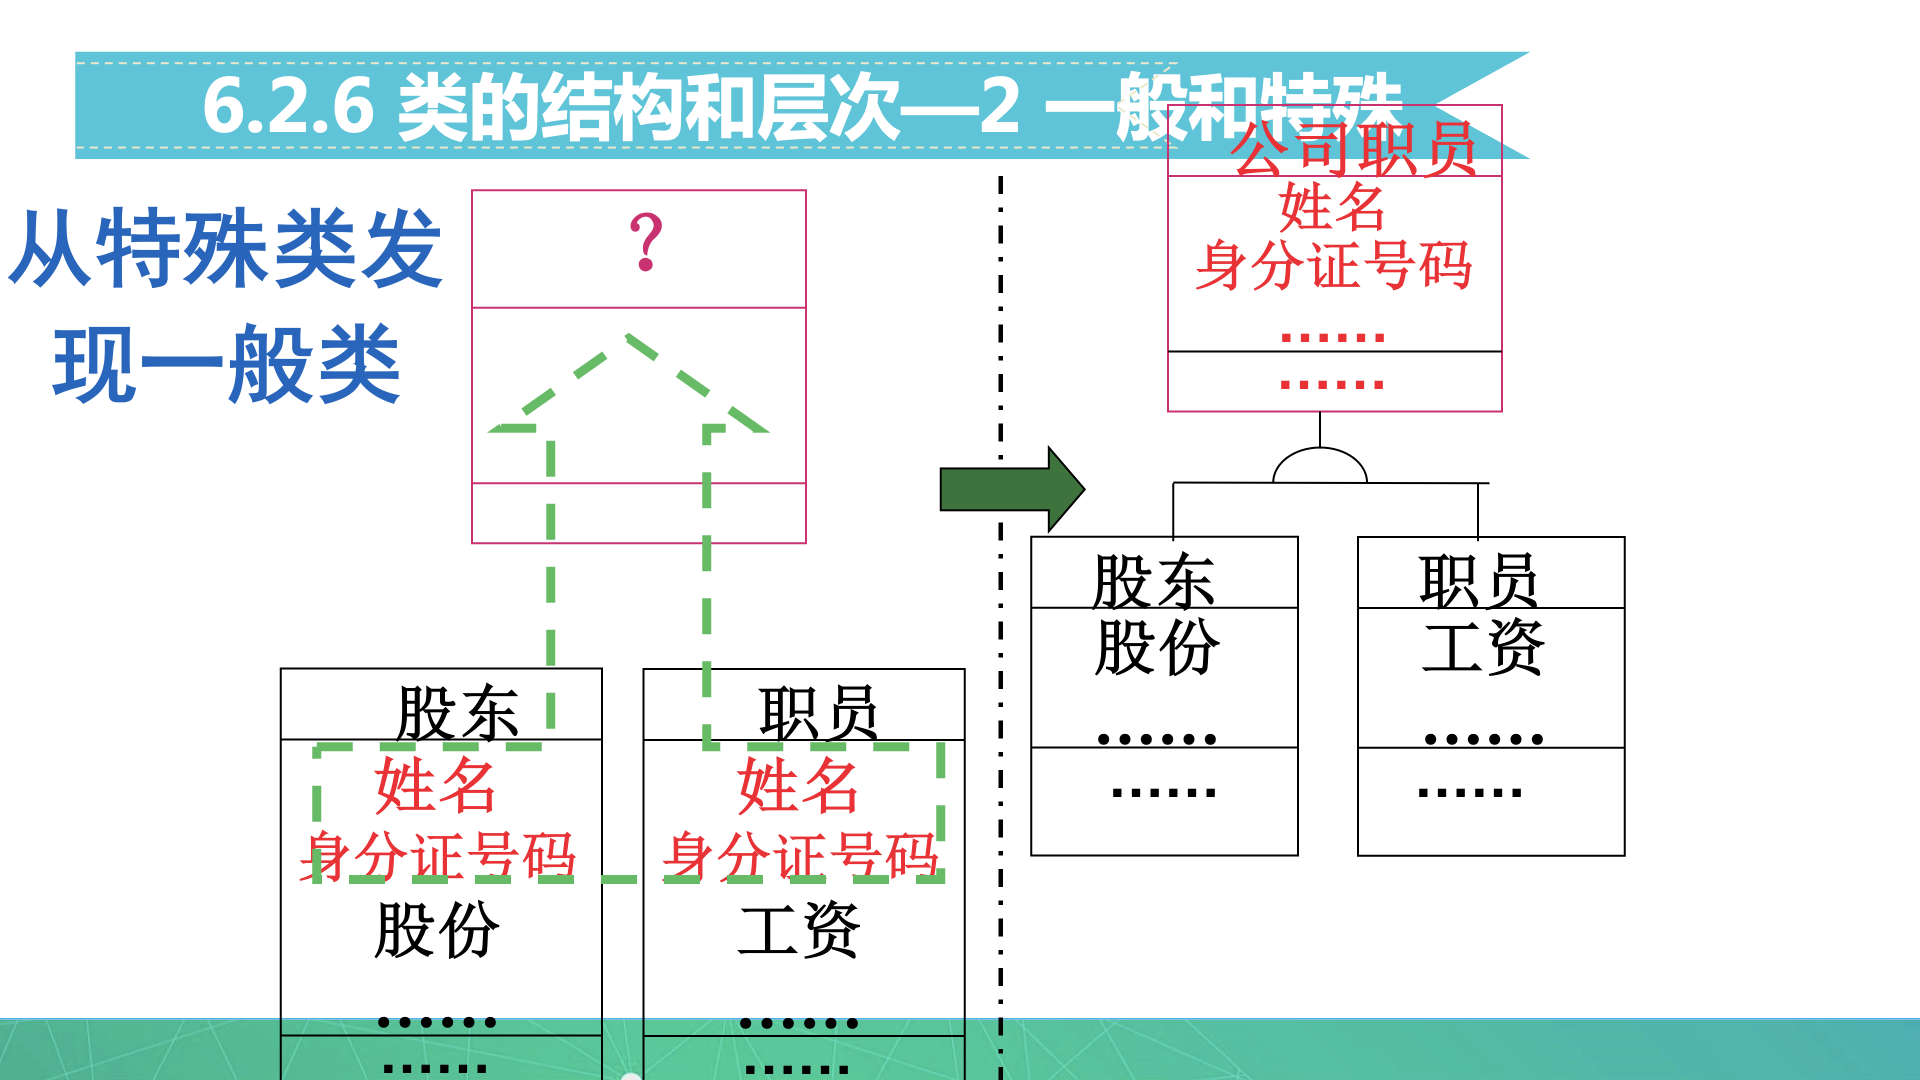 6.2.6 类的结构和层次—2 一般和特殊
从特殊类发
现一般类
？
股东
姓名
身份证号码
股份
……
……
职员
姓名
身份证号码
工资
……
……
公司职员
姓名
身份证号码
……
……
股东
股份
……
……
职员
工资
……
……